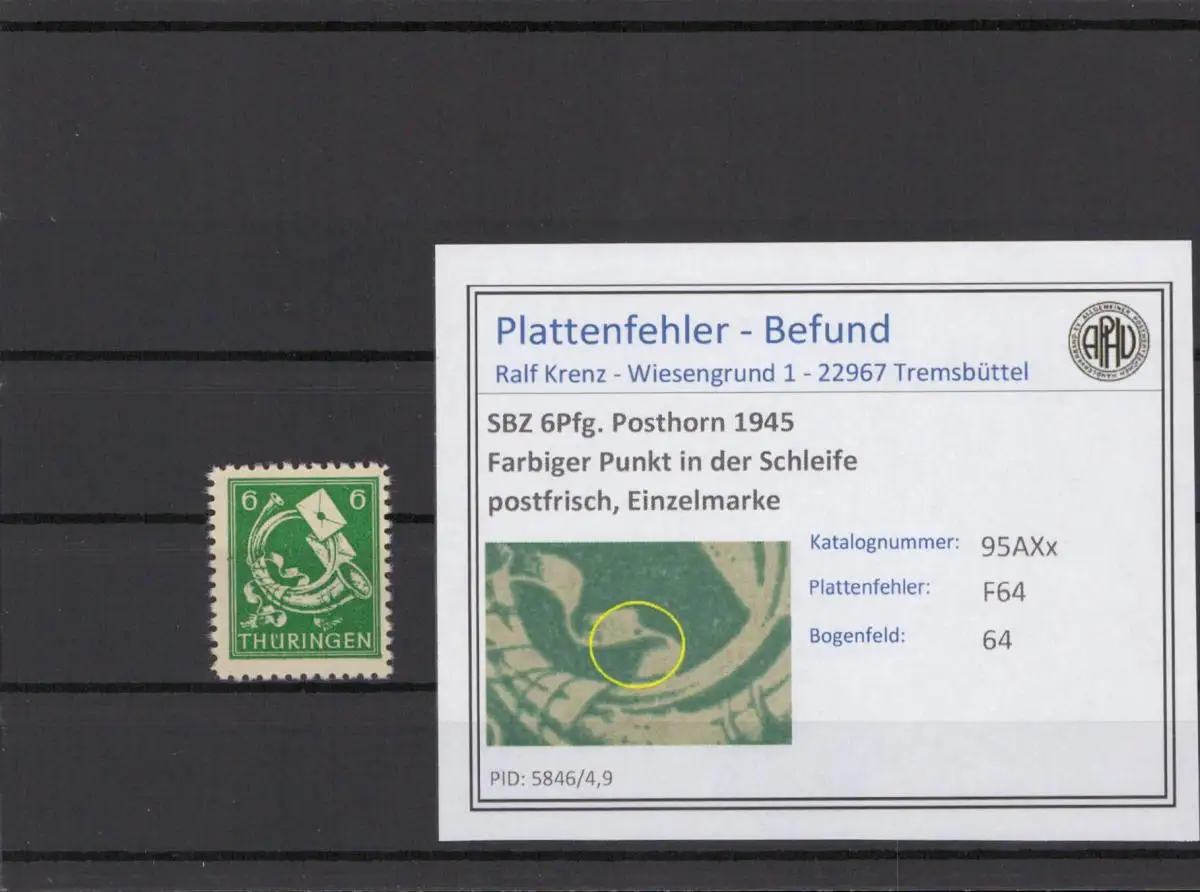 6 6
THÜRINGEN
Plattenfehler - Befund
Ralf Krenz - Wiesengrund 1 - 22967 Tremsbüttel
APHV
SBZ 6Pfg. Posthorn 1945
Farbiger Punkt in der Schleife
postfrisch, Einzelmarke
Katalognummer: 95AXx
Plattenfehler: F64
Bogenfeld: 64
PID: 5846/4,9